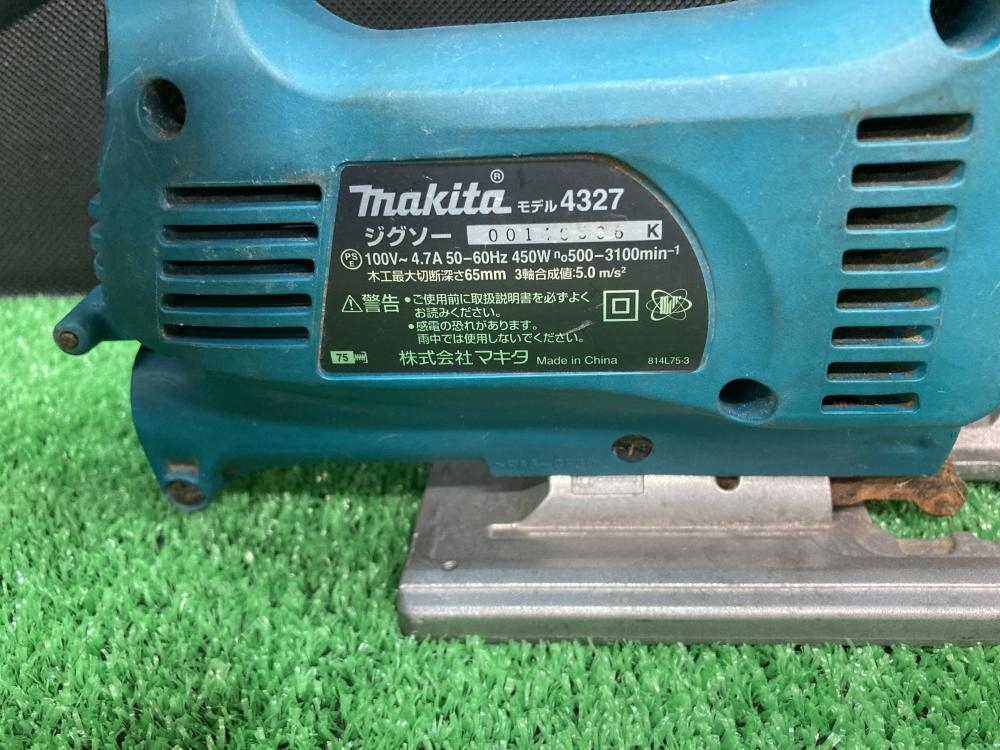 makita® モデル 4327
ジグソー K
PS E 100V～ 4.7A 50–60Hz 450W n₀500–3100min⁻¹
木工最大切断深さ65mm 3軸合成値:5.0 m/s²
⚠警告 •ご使用前に取扱説明書を必ずよく
お読みください。
•感電の恐れがあります。
雨中では使用しないでください。
75 株式会社 マキタ Made in China 814L75-3